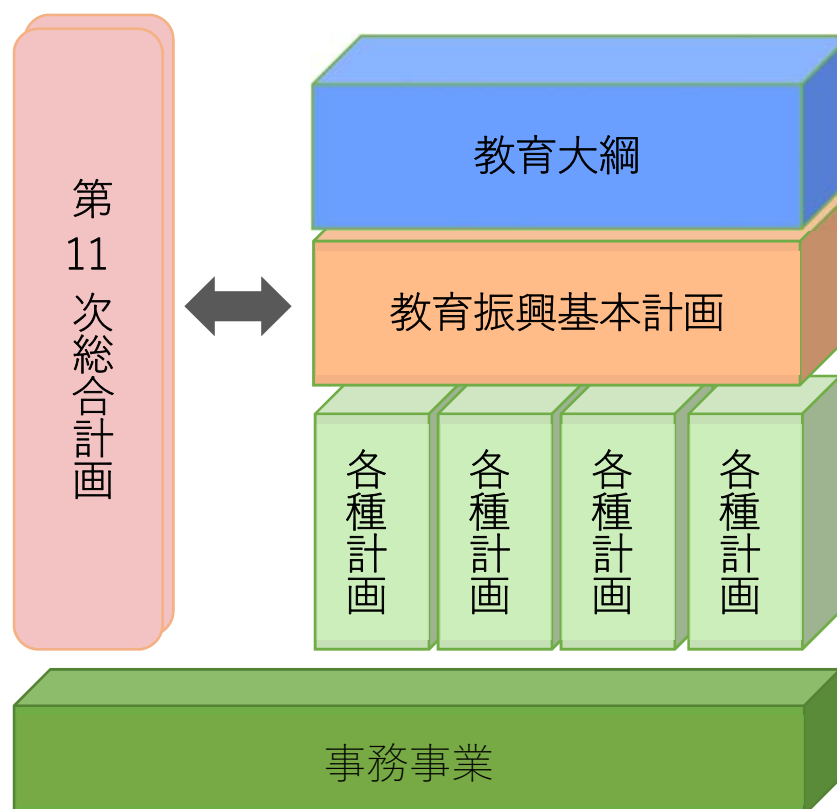 第11次総合計画
教育大綱
教育振興基本計画
各種計画
各種計画
各種計画
各種計画
事務事業